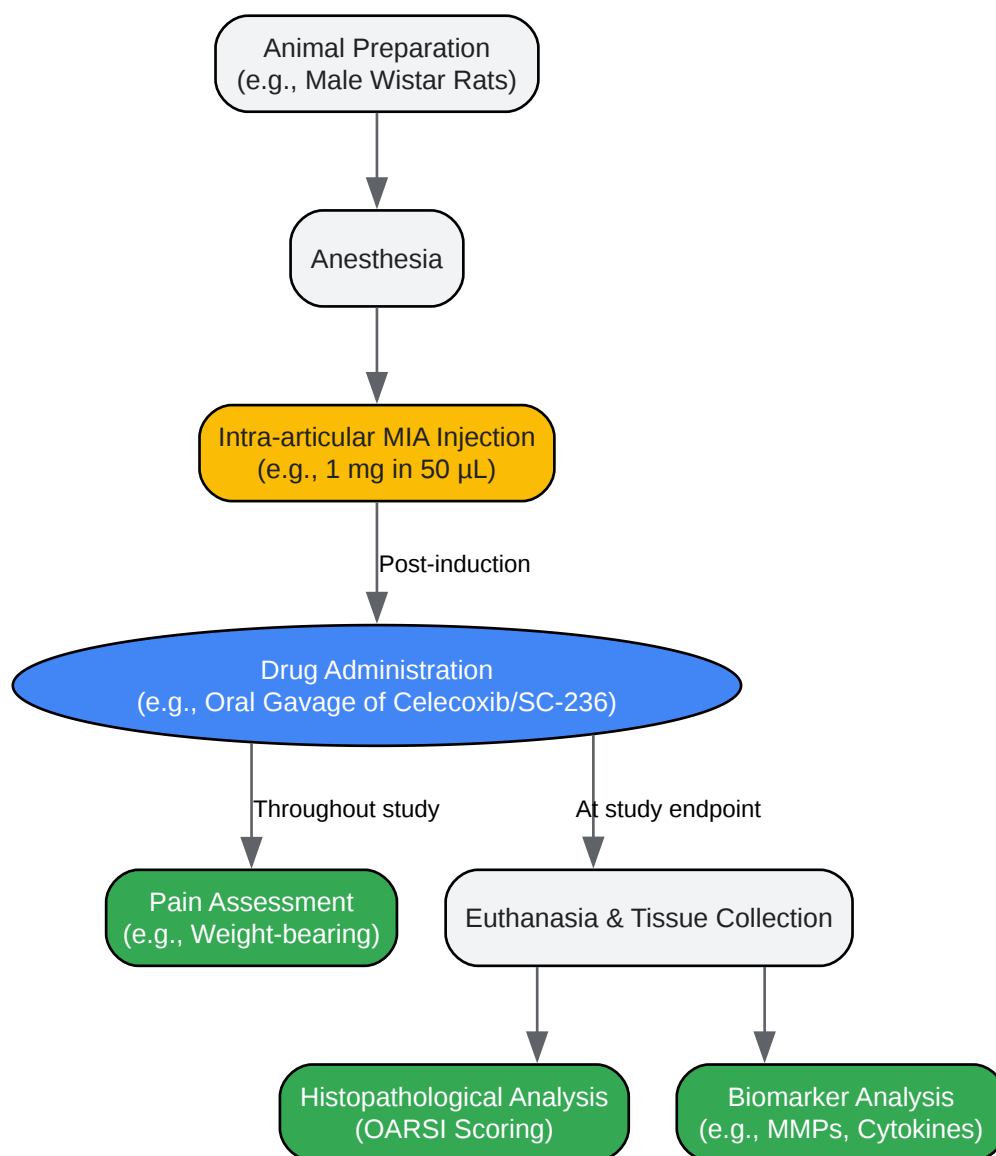 Animal Preparation
(e.g., Male Wistar Rats)
Anesthesia
Intra-articular MIA Injection
(e.g., 1 mg in 50 µL)
Post-induction
Drug Administration
(e.g., Oral Gavage of Celecoxib/SC-236)
Throughout study
At study endpoint
Pain Assessment
(e.g., Weight-bearing)
Euthanasia & Tissue Collection
Histopathological Analysis
(OARSI Scoring)
Biomarker Analysis
(e.g., MMPs, Cytokines)